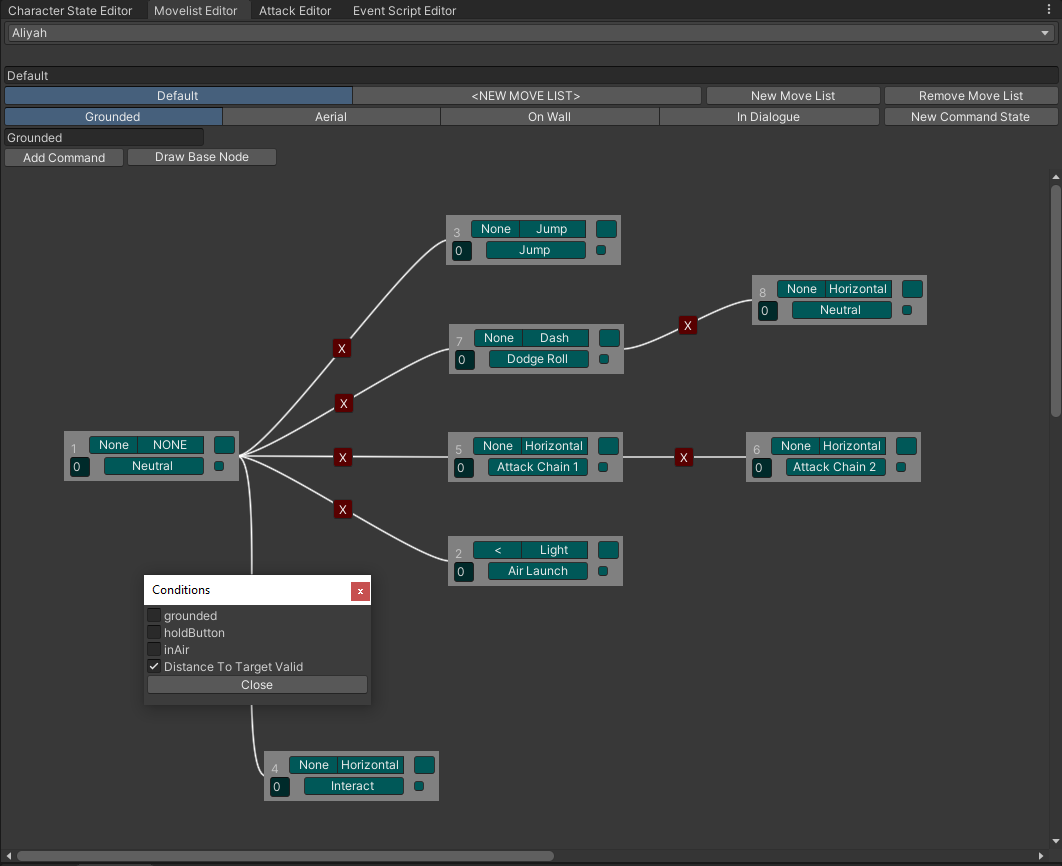 Character State Editor Movelist Editor Attack Editor Event Script Editor
Aliyah
Default
Default <NEW MOVE LIST> New Move List Remove Move List
Grounded Aerial On Wall In Dialogue New Command State
Grounded
Add Command Draw Base Node
3 None Jump
0 Jump
8 None Horizontal
0 Neutral
X
7 None Dash
0 Dodge Roll
X
X
1 None NONE
0 Neutral
X
5 None Horizontal
0 Attack Chain 1
X
6 None Horizontal
0 Attack Chain 2
X
2 < Light
0 Air Launch
Conditions x
grounded
holdButton
inAir
Distance To Target Valid
Close
4 None Horizontal
0 Interact